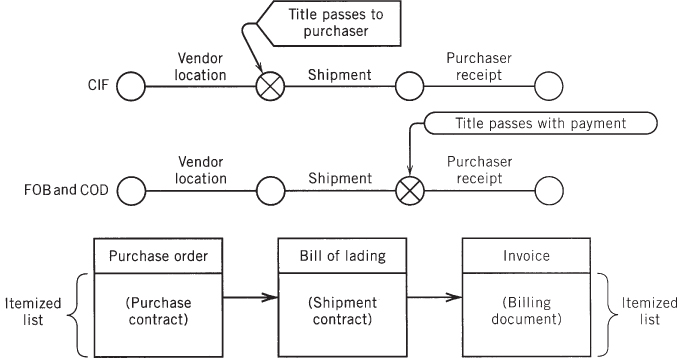 Title passes to
purchaser
Vendor
location
Shipment
Purchaser
receipt
CIF
Title passes with payment
Vendor
location
Shipment
Purchaser
receipt
FOB and COD
Purchase order
Bill of lading
Invoice
Itemized
list
(Purchase
contract)
(Shipment
contract)
(Billing
document)
Itemized
list